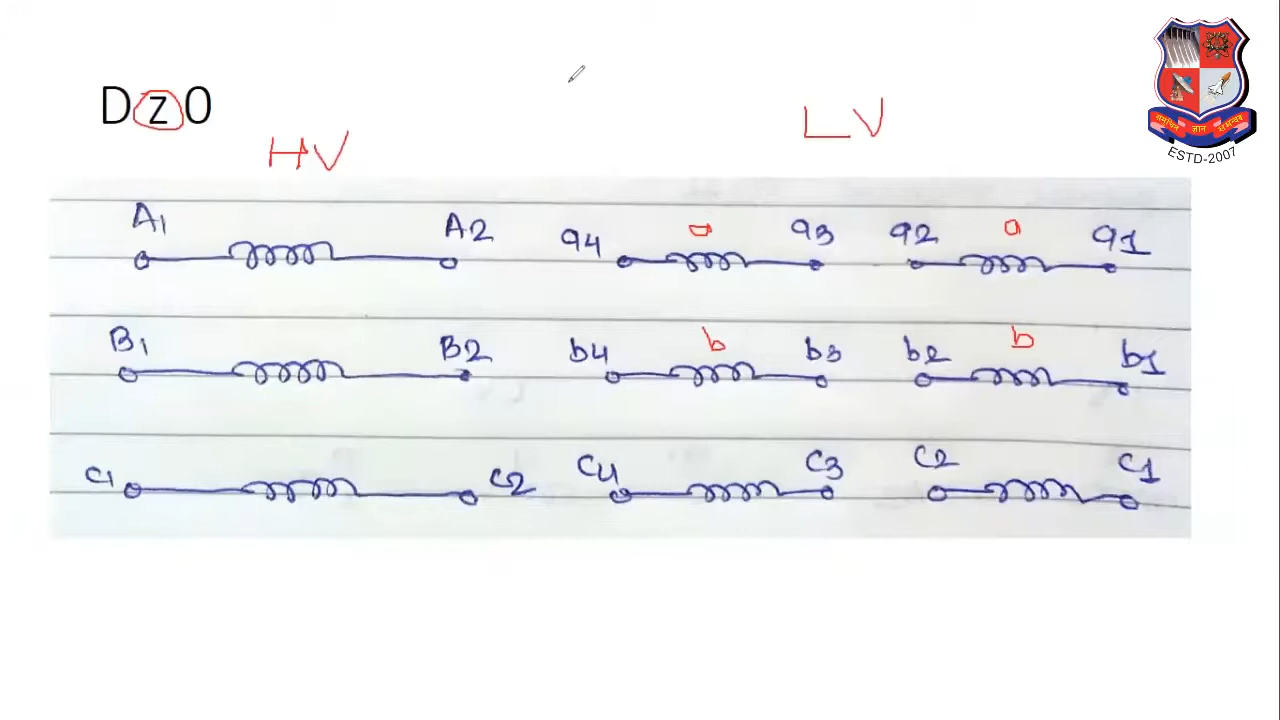 D z 0
HV LV
A1 A2 a4 a a3 a2 a a1
B1 B2 b4 b b3 b2 b b1
C1 C2 C4 C3 C2 C1
ESTD-2007